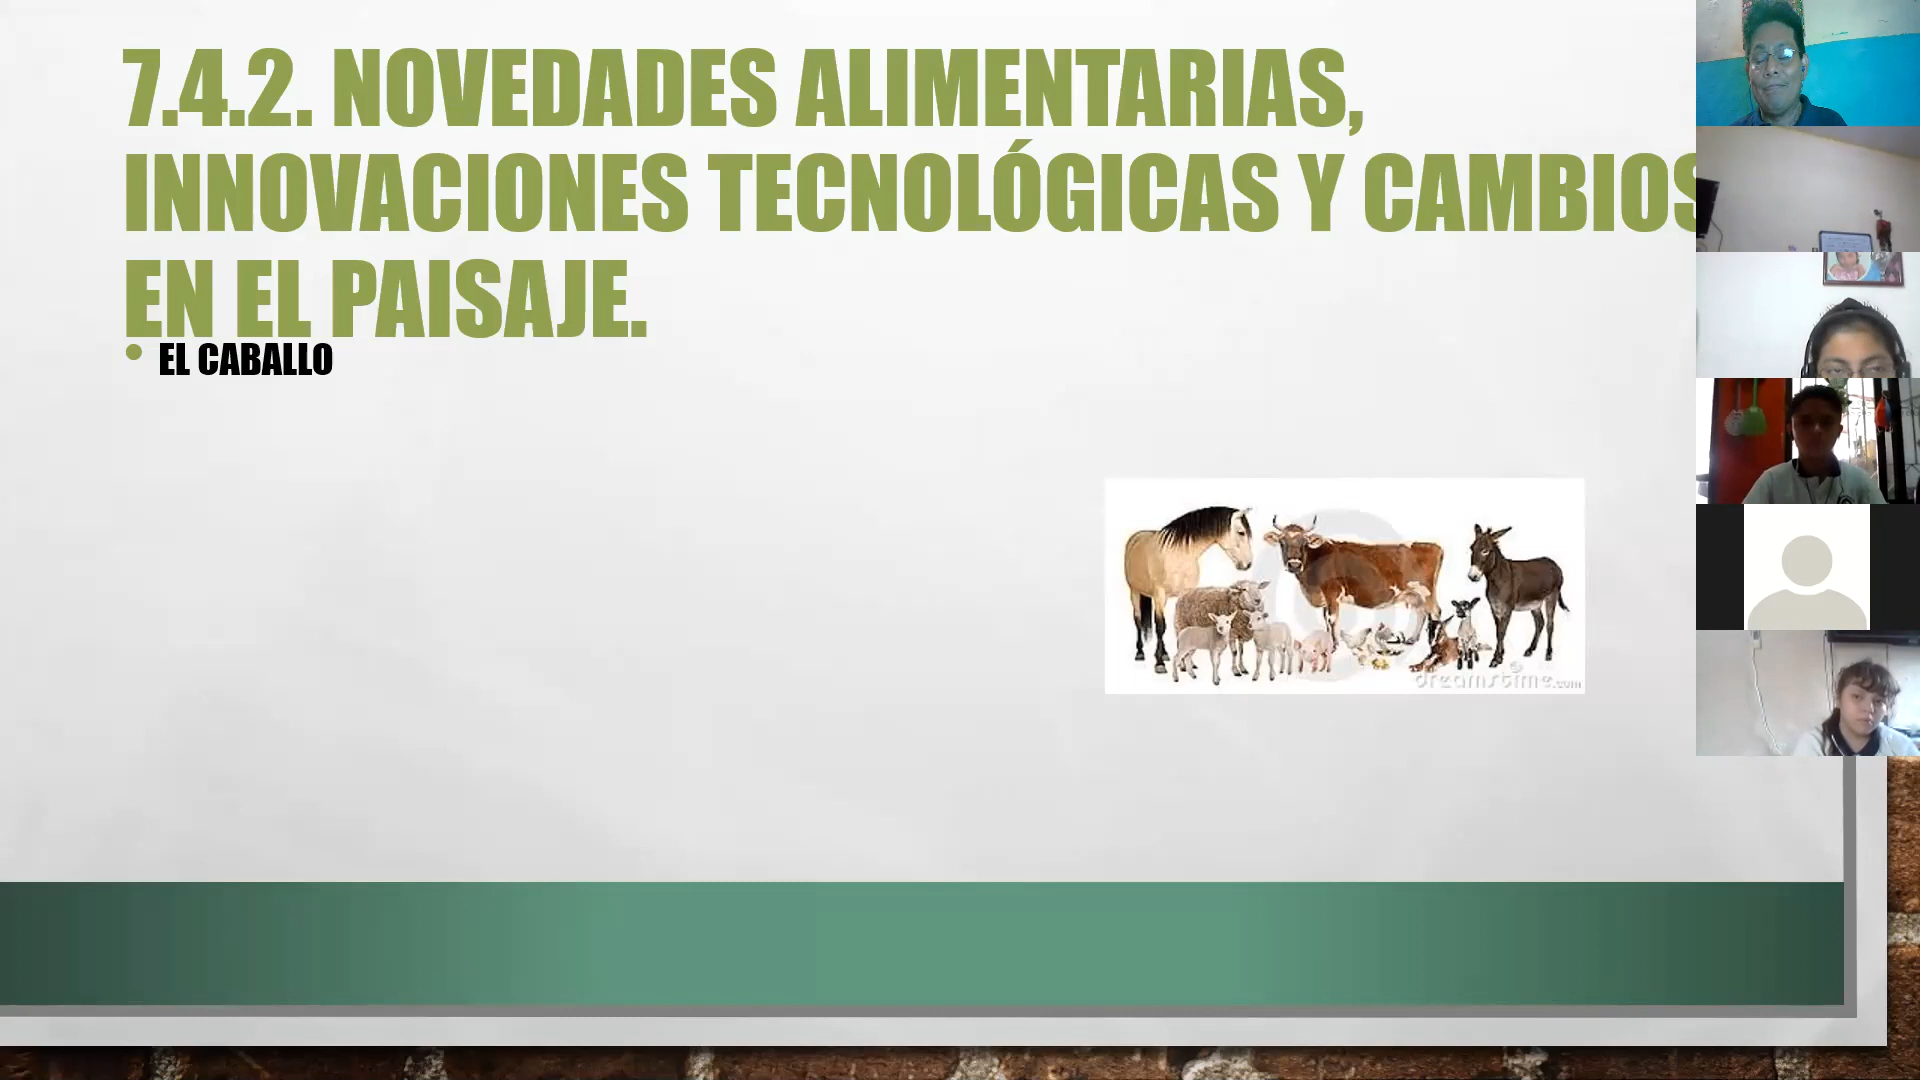 7.4.2. NOVEDADES ALIMENTARIAS,
INNOVACIONES TECNOLÓGICAS Y CAMBIOS
EN EL PAISAJE.
• EL CABALLO
dreamstime.com